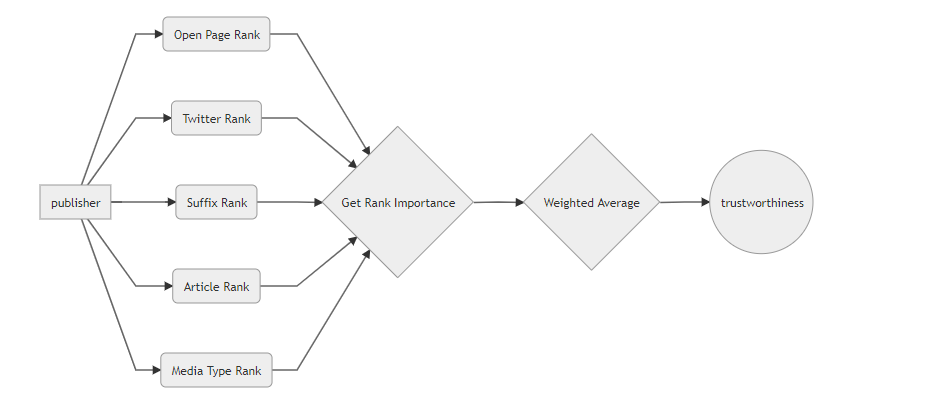 Open Page Rank
Twitter Rank
publisher
Suffix Rank
Get Rank Importance
Weighted Average
trustworthiness
Article Rank
Media Type Rank